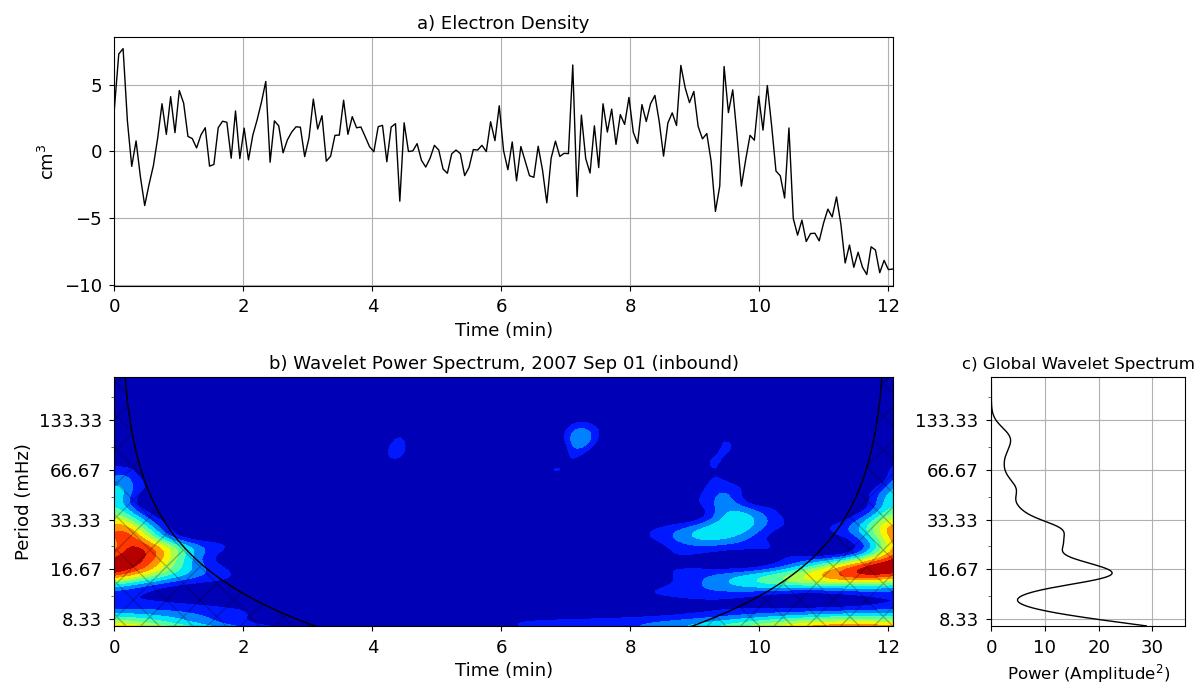 a) Electron Density
cm³
5
0
−5
−10
0 2 4 6 8 10 12
Time (min)
b) Wavelet Power Spectrum, 2007 Sep 01 (inbound)
Period (mHz)
133.33
66.67
33.33
16.67
8.33
0 2 4 6 8 10 12
Time (min)
c) Global Wavelet Spectrum
133.33
66.67
33.33
16.67
8.33
0 10 20 30
Power (Amplitude²)